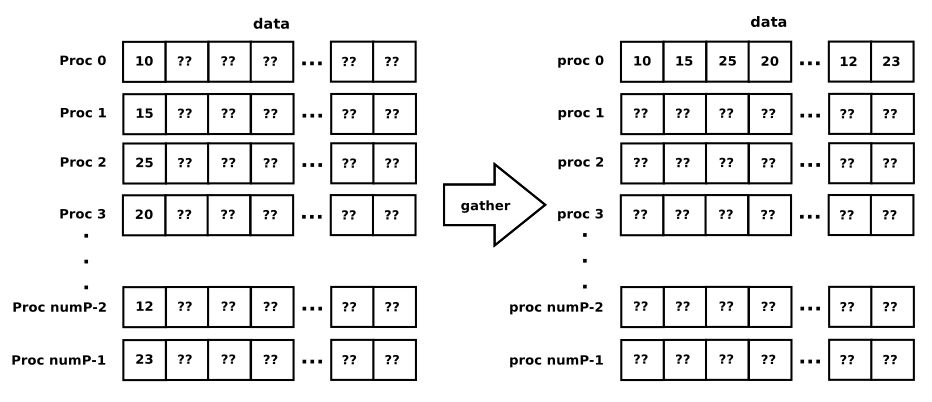 data data
Proc 0 10 ?? ?? ?? ... ?? ?? proc 0 10 15 25 20 ... 12 23
Proc 1 15 ?? ?? ?? ... ?? ?? proc 1 ?? ?? ?? ?? ... ?? ??
Proc 2 25 ?? ?? ?? ... ?? ?? proc 2 ?? ?? ?? ?? ... ?? ??
gather
Proc 3 20 ?? ?? ?? ... ?? ?? proc 3 ?? ?? ?? ?? ... ?? ??
. .
. .
. .
Proc numP-2 12 ?? ?? ?? ... ?? ?? proc numP-2 ?? ?? ?? ?? ... ?? ??
Proc numP-1 23 ?? ?? ?? ... ?? ?? proc numP-1 ?? ?? ?? ?? ... ?? ??